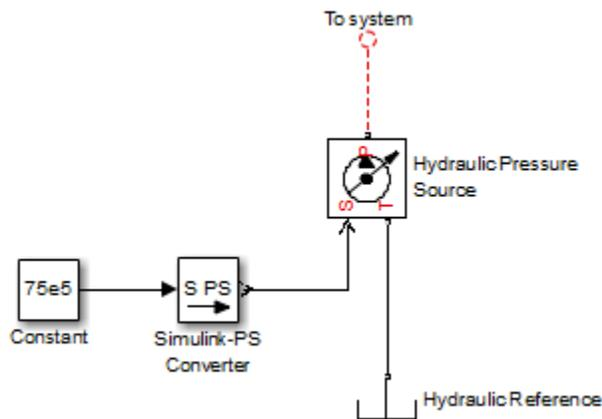 To system
P
Hydraulic Pressure
Source
S
T
75e5
S PS
Constant
Simulink-PS
Converter
Hydraulic Reference